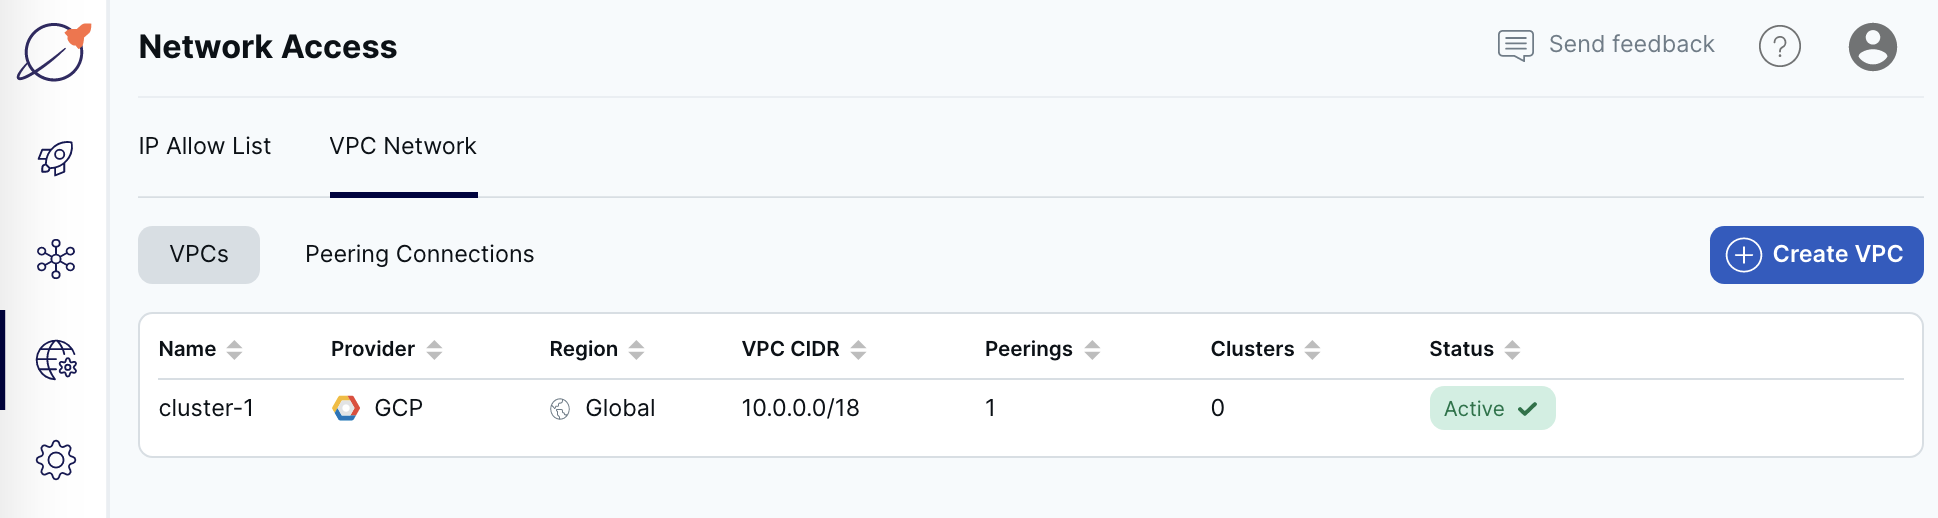 Network Access
Send feedback
IP Allow List VPC Network
VPCs Peering Connections
Create VPC
Name Provider Region VPC CIDR Peerings Clusters Status
cluster-1 GCP Global 10.0.0.0/18 1 0 Active